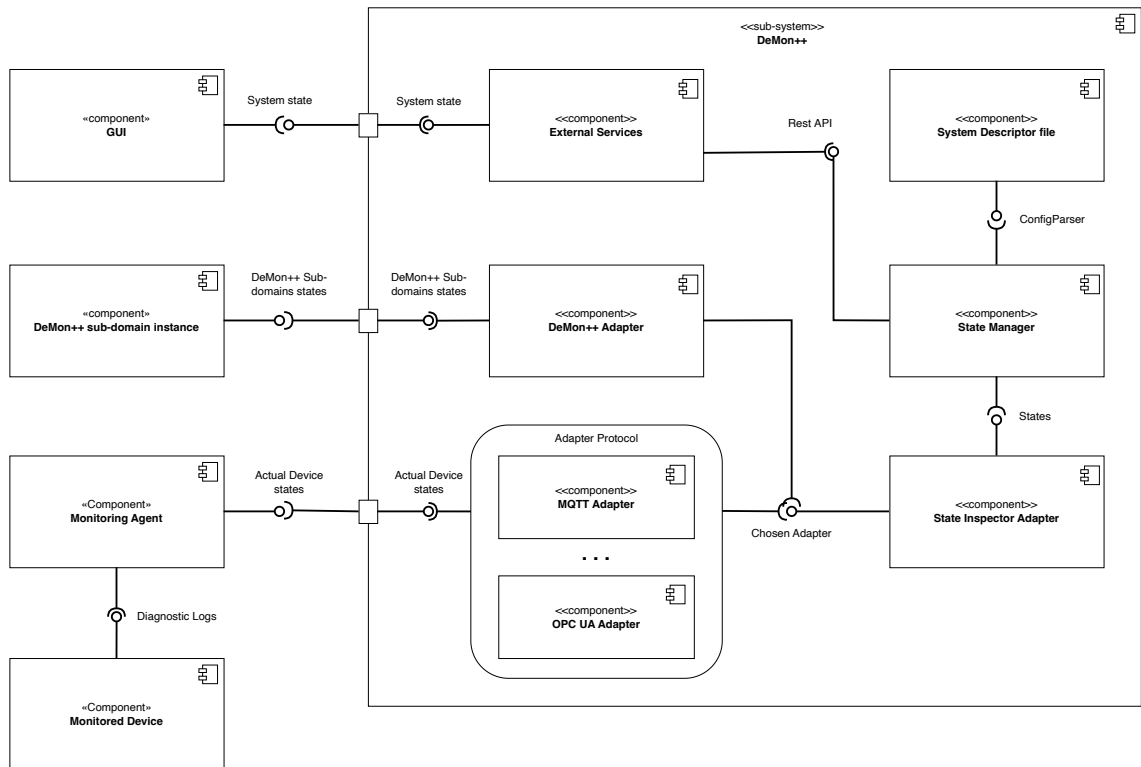 <<sub-system>>
DeMon++
«component»
GUI
System state
System state
<<component>>
External Services
Rest API
<<component>>
System Descriptor file
ConfigParser
«component»
DeMon++ sub-domain instance
DeMon++ Sub-
domains states
DeMon++ Sub-
domains states
<<component>>
DeMon++ Adapter
<<component>>
State Manager
States
«Component»
Monitoring Agent
Actual Device
states
Actual Device
states
Adapter Protocol
<<component>>
MQTT Adapter
. . .
<<component>>
OPC UA Adapter
Chosen Adapter
<<component>>
State Inspector Adapter
Diagnostic Logs
«Component»
Monitored Device